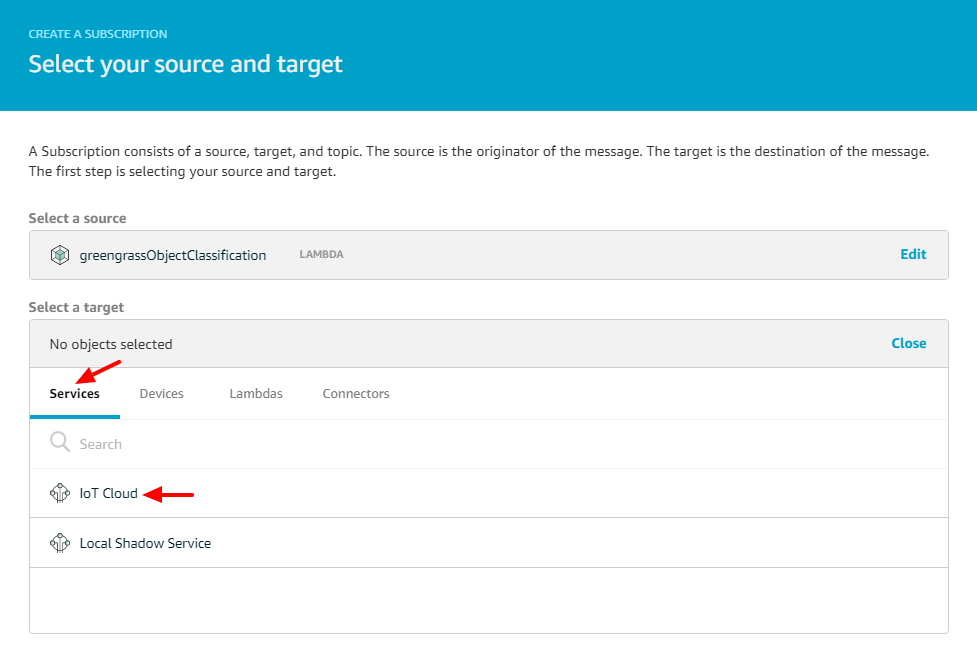 CREATE A SUBSCRIPTION
Select your source and target
A Subscription consists of a source, target, and topic. The source is the originator of the message. The target is the destination of the message.
The first step is selecting your source and target.
Select a source
greengrassObjectClassification LAMBDA Edit
Select a target
No objects selected Close
Services Devices Lambdas Connectors
Search
IoT Cloud
Local Shadow Service